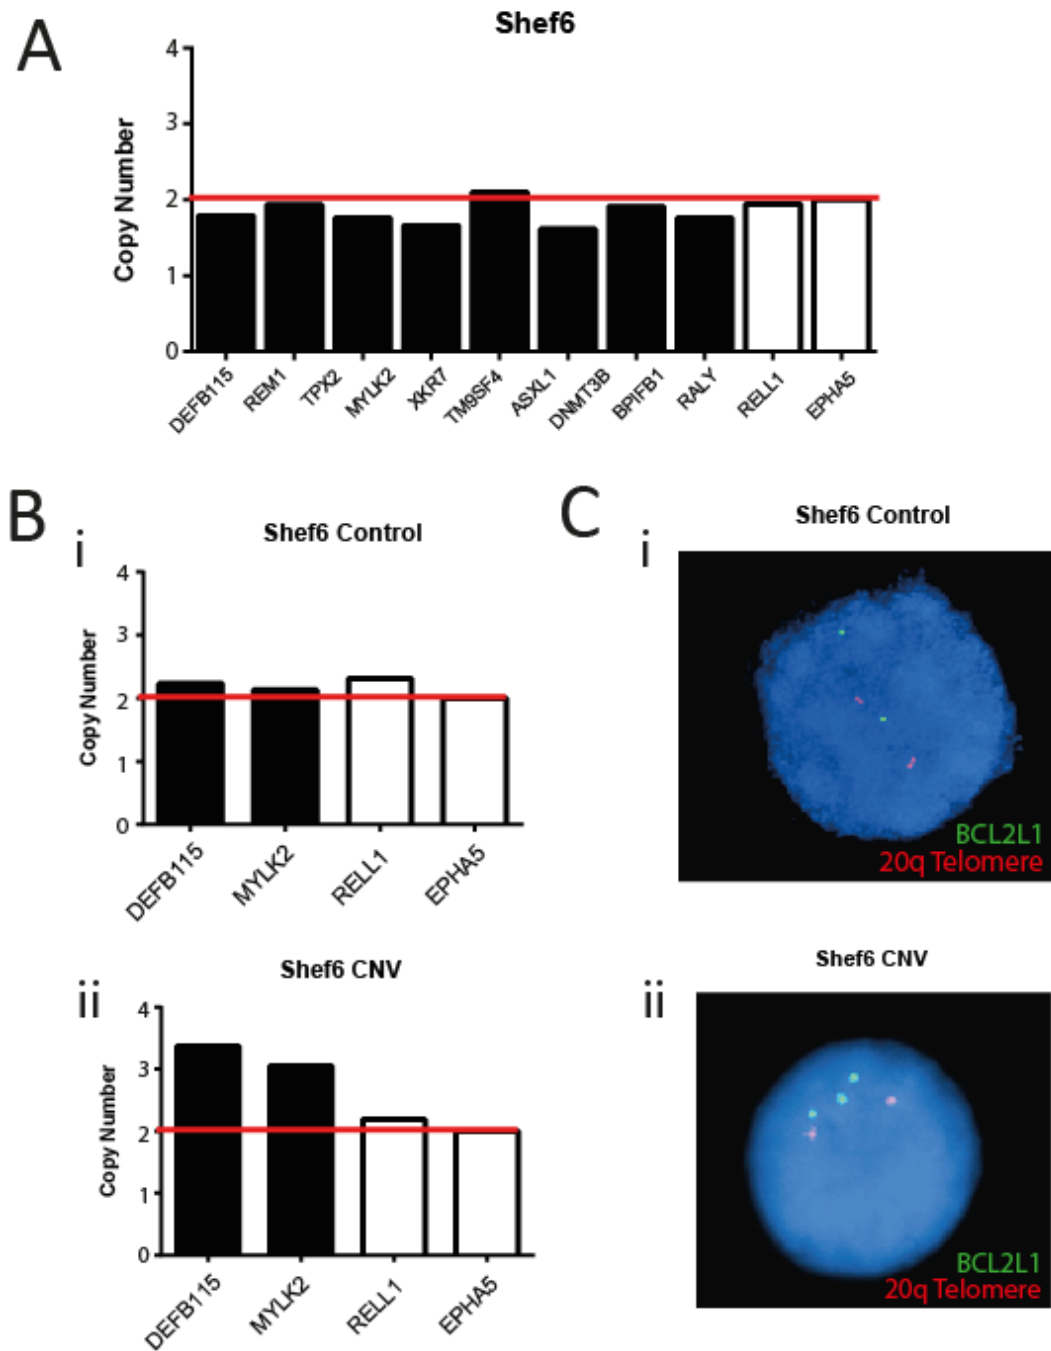 A
Shef6
4
3
2
1
0
Copy Number
DEFB115
REM1
TPX2
MYLK2
XKR7
TM9SF4
ASXL1
DNMT3B
BPIFB1
RALY
RELL1
EPHA5
B
i
Shef6 Control
4
3
2
1
0
Copy Number
DEFB115
MYLK2
RELL1
EPHA5
ii
Shef6 CNV
4
3
2
1
0
Copy Number
DEFB115
MYLK2
RELL1
EPHA5
C
i
Shef6 Control
BCL2L1
20q Telomere
ii
Shef6 CNV
BCL2L1
20q Telomere